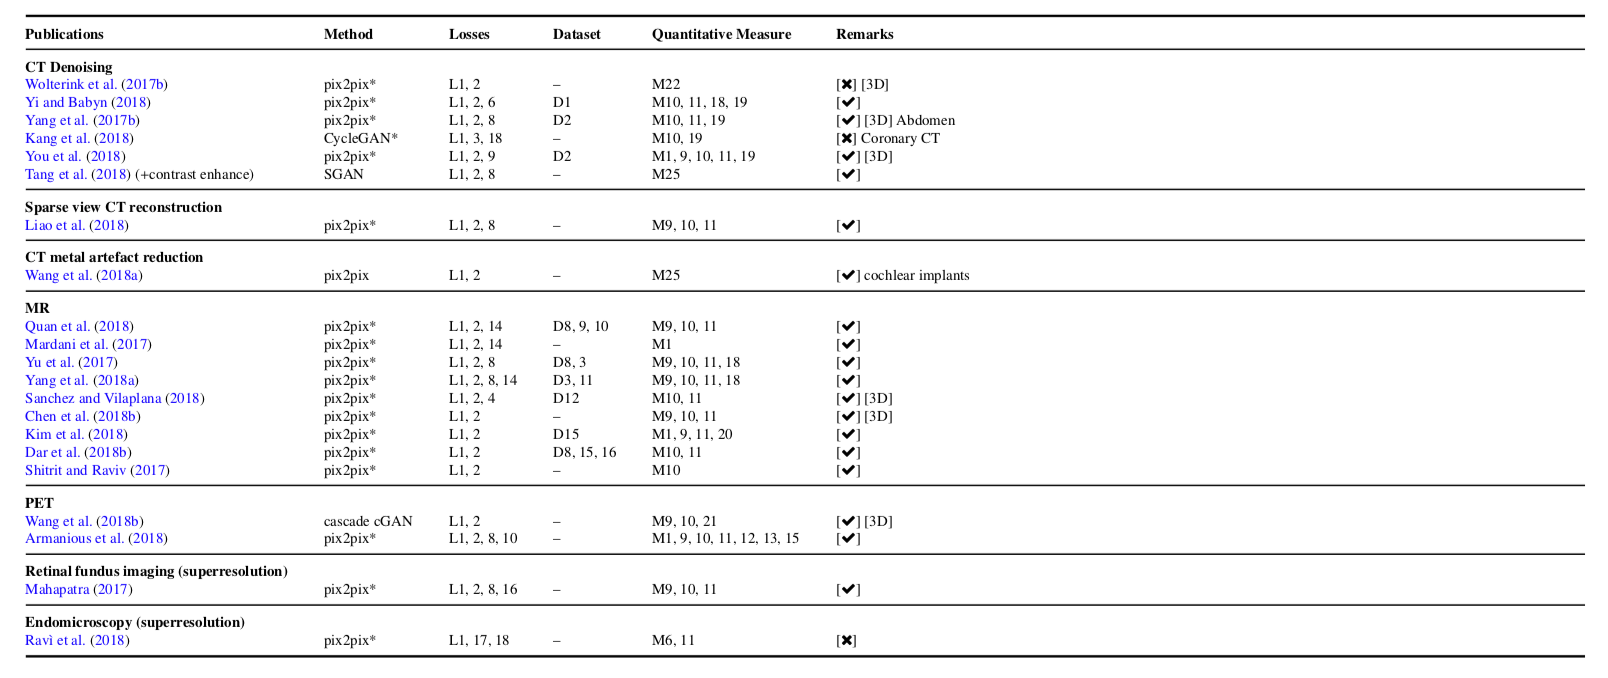 Publications Method Losses Dataset Quantitative Measure Remarks
CT Denoising
Wolterink et al. (2017b) pix2pix* L1, 2 – M22 [✖] [3D]
Yi and Babyn (2018) pix2pix* L1, 2, 6 D1 M10, 11, 18, 19 [✔]
Yang et al. (2017b) pix2pix* L1, 2, 8 D2 M10, 11, 19 [✔] [3D] Abdomen
Kang et al. (2018) CycleGAN* L1, 3, 18 – M10, 19 [✖] Coronary CT
You et al. (2018) pix2pix* L1, 2, 9 D2 M1, 9, 10, 11, 19 [✔] [3D]
Tang et al. (2018) (+contrast enhance) SGAN L1, 2, 8 – M25 [✔]
Sparse view CT reconstruction
Liao et al. (2018) pix2pix* L1, 2, 8 – M9, 10, 11 [✔]
CT metal artefact reduction
Wang et al. (2018a) pix2pix L1, 2 – M25 [✔] cochlear implants
MR
Quan et al. (2018) pix2pix* L1, 2, 14 D8, 9, 10 M9, 10, 11 [✔]
Mardani et al. (2017) pix2pix* L1, 2, 14 – M1 [✔]
Yu et al. (2017) pix2pix* L1, 2, 8 D8, 3 M9, 10, 11, 18 [✔]
Yang et al. (2018a) pix2pix* L1, 2, 8, 14 D3, 11 M9, 10, 11, 18 [✔]
Sanchez and Vilaplana (2018) pix2pix* L1, 2, 4 D12 M10, 11 [✔] [3D]
Chen et al. (2018b) pix2pix* L1, 2 – M9, 10, 11 [✔] [3D]
Kim et al. (2018) pix2pix* L1, 2 D15 M1, 9, 11, 20 [✔]
Dar et al. (2018b) pix2pix* L1, 2 D8, 15, 16 M10, 11 [✔]
Shitrit and Raviv (2017) pix2pix* L1, 2 – M10 [✔]
PET
Wang et al. (2018b) cascade cGAN L1, 2 – M9, 10, 21 [✔] [3D]
Armanious et al. (2018) pix2pix* L1, 2, 8, 10 – M1, 9, 10, 11, 12, 13, 15 [✔]
Retinal fundus imaging (superresolution)
Mahapatra (2017) pix2pix* L1, 2, 8, 16 – M9, 10, 11 [✔]
Endomicroscopy (superresolution)
Ravì et al. (2018) pix2pix* L1, 17, 18 – M6, 11 [✖]